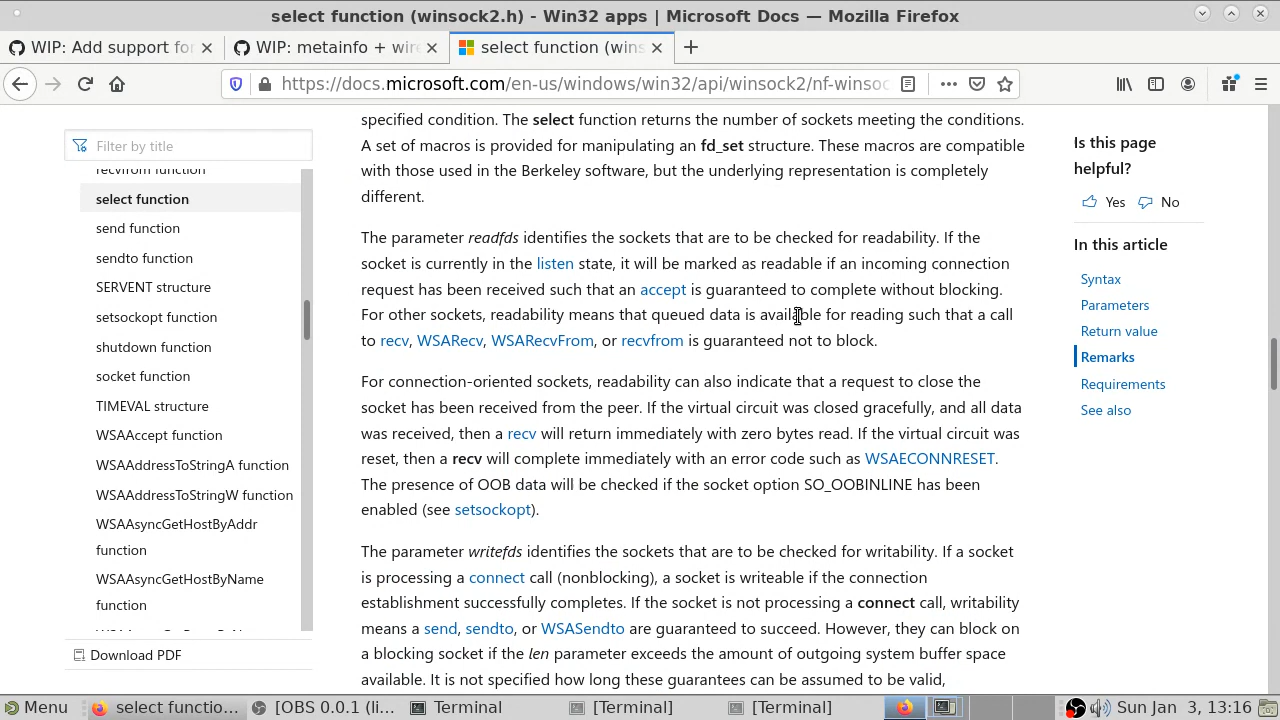 select function (winsock2.h) - Win32 apps | Microsoft Docs — Mozilla Firefox
WIP: Add support fo
WIP: metainfo + wir
select function (wins
https://docs.microsoft.com/en-us/windows/win32/api/winsock2/nf-winsoc
Filter by title
recvfrom function
select function
send function
sendto function
SERVENT structure
setsockopt function
shutdown function
socket function
TIMEVAL structure
WSAAccept function
WSAAddressToStringA function
WSAAddressToStringW function
WSAAsyncGetHostByAddr
function
WSAAsyncGetHostByName
function
Download PDF
specified condition. The select function returns the number of sockets meeting the conditions.
A set of macros is provided for manipulating an fd_set structure. These macros are compatible
with those used in the Berkeley software, but the underlying representation is completely
different.
The parameter readfds identifies the sockets that are to be checked for readability. If the
socket is currently in the listen state, it will be marked as readable if an incoming connection
request has been received such that an accept is guaranteed to complete without blocking.
For other sockets, readability means that queued data is available for reading such that a call
to recv, WSARecv, WSARecvFrom, or recvfrom is guaranteed not to block.
For connection-oriented sockets, readability can also indicate that a request to close the
socket has been received from the peer. If the virtual circuit was closed gracefully, and all data
was received, then a recv will return immediately with zero bytes read. If the virtual circuit was
reset, then a recv will complete immediately with an error code such as WSAECONNRESET.
The presence of OOB data will be checked if the socket option SO_OOBINLINE has been
enabled (see setsockopt).
The parameter writefds identifies the sockets that are to be checked for writability. If a socket
is processing a connect call (nonblocking), a socket is writeable if the connection
establishment successfully completes. If the socket is not processing a connect call, writability
means a send, sendto, or WSASendto are guaranteed to succeed. However, they can block on
a blocking socket if the len parameter exceeds the amount of outgoing system buffer space
available. It is not specified how long these guarantees can be assumed to be valid,
Is this page
helpful?
Yes No
In this article
Syntax
Parameters
Return value
Remarks
Requirements
See also
Menu
select functio...
[OBS 0.0.1 (li...
Terminal
[Terminal]
[Terminal]
Sun Jan 3, 13:16